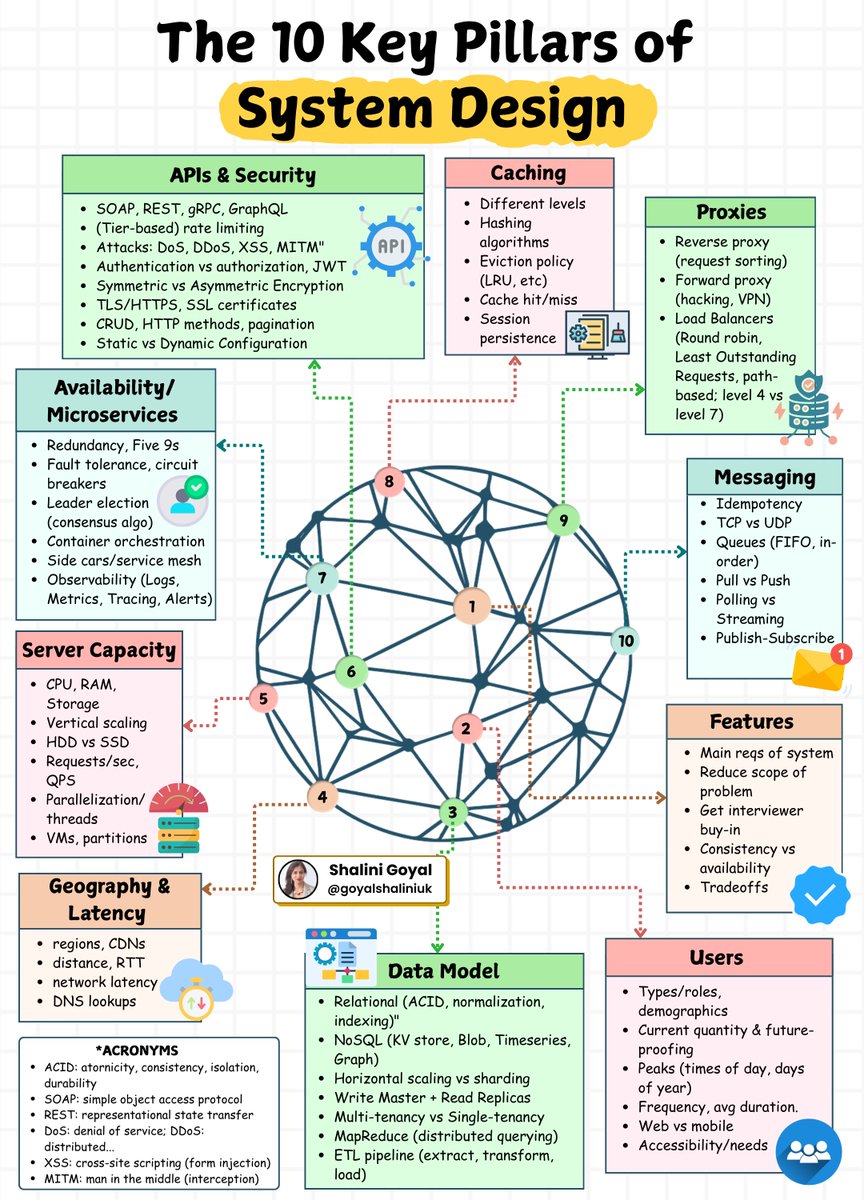 The 10 Key Pillars of
System Design
APIs & Security
• SOAP, REST, gRPC, GraphQL
• (Tier-based) rate limiting
• Attacks: DoS, DDoS, XSS, MITM"
• Authentication vs authorization, JWT
• Symmetric vs Asymmetric Encryption
• TLS/HTTPS, SSL certificates
• CRUD, HTTP methods, pagination
• Static vs Dynamic Configuration
API
Caching
• Different levels
• Hashing
algorithms
• Eviction policy
(LRU, etc)
• Cache hit/miss
• Session
persistence
Proxies
• Reverse proxy
(request sorting)
• Forward proxy
(hacking, VPN)
• Load Balancers
(Round robin,
Least Outstanding
Requests, path-
based; level 4 vs
level 7)
Availability/
Microservices
• Redundancy, Five 9s
• Fault tolerance, circuit
breakers
• Leader election
(consensus algo)
• Container orchestration
• Side cars/service mesh
• Observability (Logs,
Metrics, Tracing, Alerts)
Messaging
• Idempotency
• TCP vs UDP
• Queues (FIFO, in-
order)
• Pull vs Push
• Polling vs
Streaming
• Publish-Subscribe
1
8
9
7
1
10
6
5
2
4
3
Server Capacity
• CPU, RAM,
Storage
• Vertical scaling
• HDD vs SSD
• Requests/sec,
QPS
• Parallelization/
threads
• VMs, partitions
Features
• Main reqs of system
• Reduce scope of
problem
• Get interviewer
buy-in
• Consistency vs
availability
• Tradeoffs
Shalini Goyal
@goyalshaliniuk
Geography &
Latency
• regions, CDNs
• distance, RTT
• network latency
• DNS lookups
Data Model
• Relational (ACID, normalization,
indexing)"
• NoSQL (KV store, Blob, Timeseries,
Graph)
• Horizontal scaling vs sharding
• Write Master + Read Replicas
• Multi-tenancy vs Single-tenancy
• MapReduce (distributed querying)
• ETL pipeline (extract, transform,
load)
Users
• Types/roles,
demographics
• Current quantity & future-
proofing
• Peaks (times of day, days
of year)
• Frequency, avg duration.
• Web vs mobile
• Accessibility/needs
*ACRONYMS
• ACID: atornicity, consistency, isolation,
durability
• SOAP: simple object access protocol
• REST: representational state transfer
• DoS: denial of service; DDoS:
distributed...
• XSS: cross-site scripting (form injection)
• MITM: man in the middle (interception)